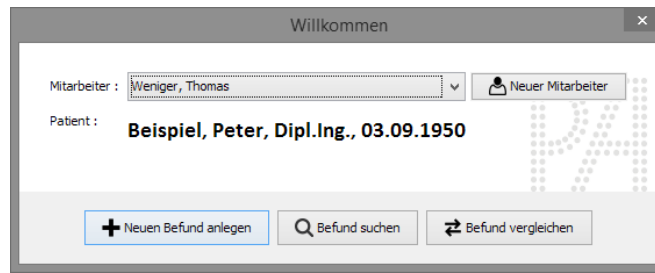 Willkommen
Mitarbeiter : Weniger, Thomas Neuer Mitarbeiter
Patient : Beispiel, Peter, Dipl.Ing., 03.09.1950
PA
Neuen Befund anlegen Befund suchen Befund vergleichen